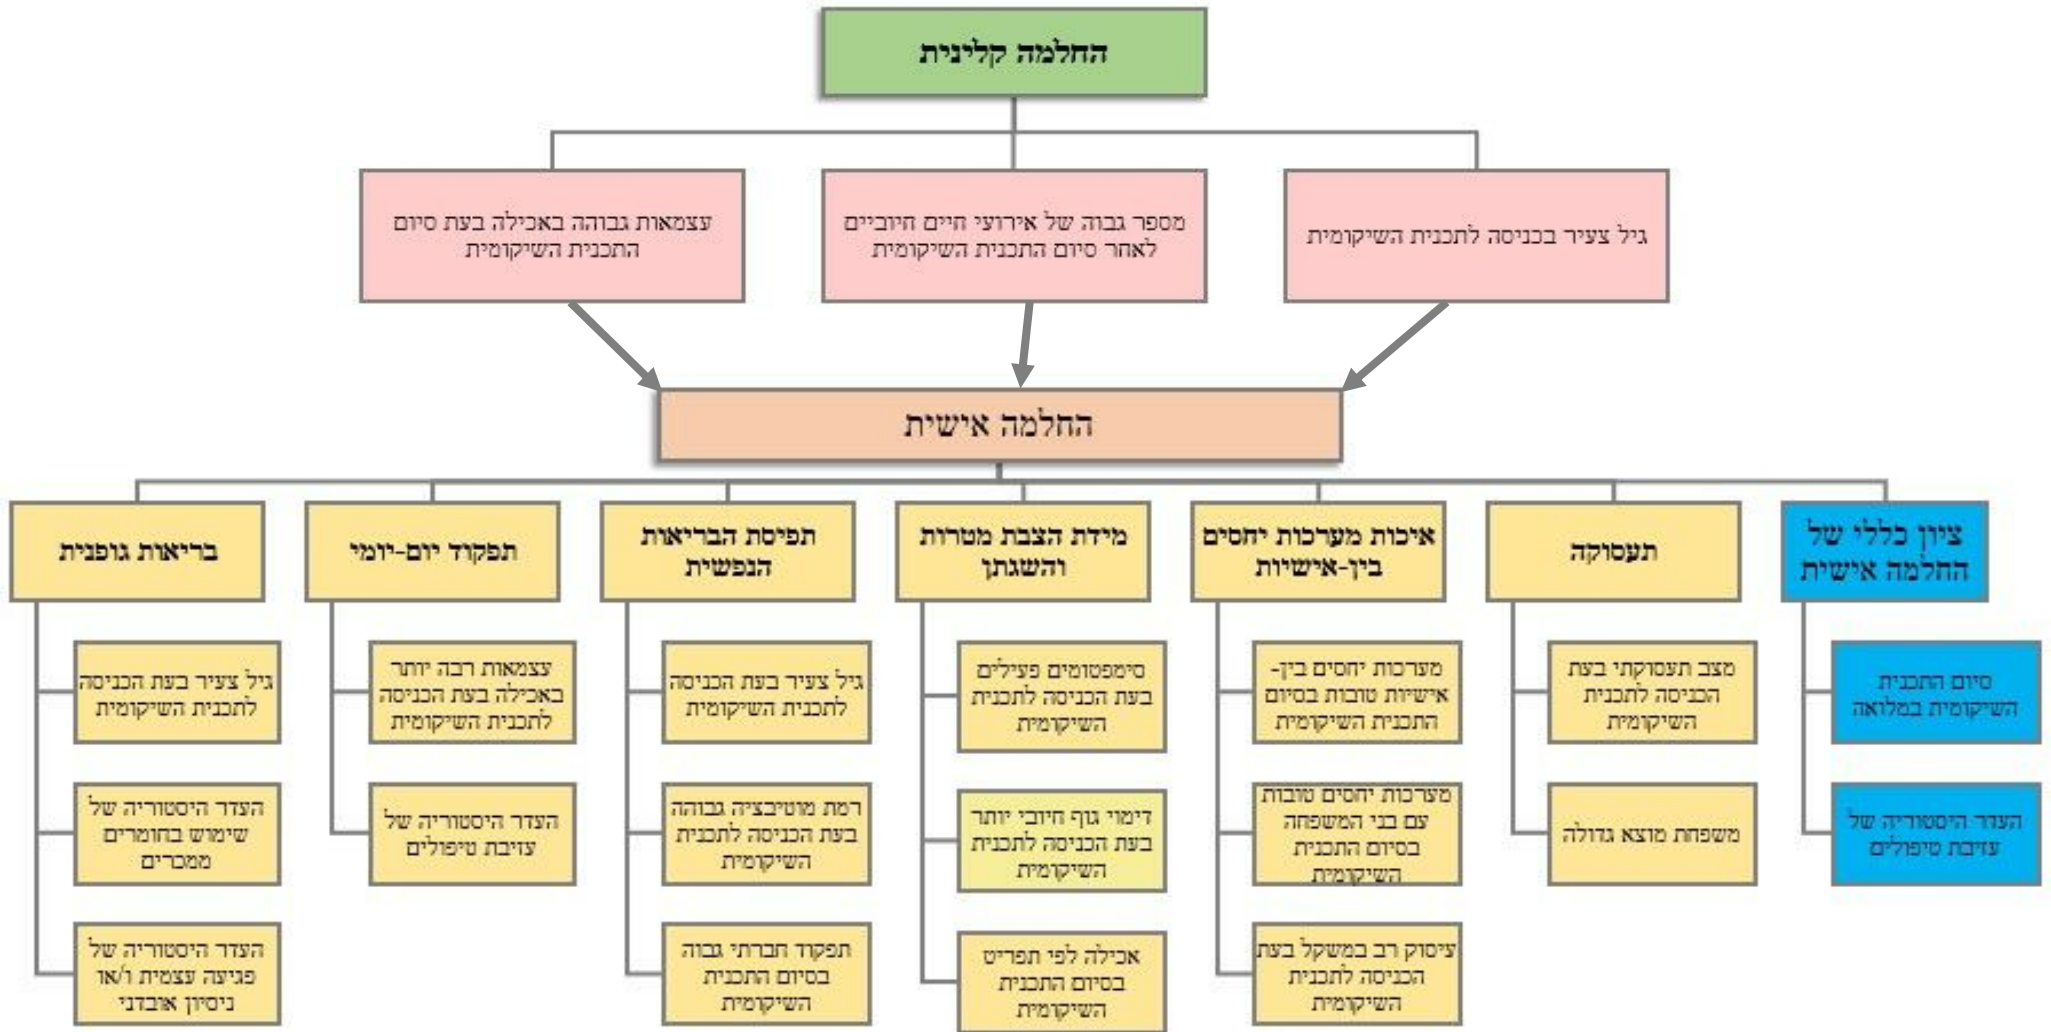 החלמה קלינית
גיל צעיר בכניסה לתכנית השיקומית
מספר גבוה של אירועי חיים חיוביים
לאחר סיום התכנית השיקומית
עצמאות גבוהה באכילה בעת סיום
התכנית השיקומית
החלמה אישית
ציון כללי של
החלמה אישית
סיום התכנית
השיקומית במלואה
העדר היסטוריה של
עזיבת טיפולים
תעסוקה
מצב תעסוקתי בעת
הכניסה לתכנית
השיקומית
משפחת מוצא גדולה
איכות מערכות יחסים
בין-אישיות
מערכות יחסים בין-
אישיות טובות בסיום
התכנית השיקומית
מערכות יחסים טובות
עם בני המשפחה
בסיום התכנית
השיקומית
עיסוק רב במשקל בעת
הכניסה לתכנית
השיקומית
מידת הצבת מטרות
והשגתן
סימפטומים פעילים
בעת הכניסה לתכנית
השיקומית
דימוי גוף חיובי יותר
בעת הכניסה לתכנית
השיקומית
אכילה לפי תפריט
בסיום התכנית
השיקומית
תפיסת הבריאות
הנפשית
גיל צעיר בעת הכניסה
לתכנית השיקומית
רמת מוטיבציה גבוהה
בעת הכניסה לתכנית
השיקומית
תפקוד חברתי גבוה
בסיום התכנית
השיקומית
תפקוד יום-יומי
עצמאות רבה יותר
באכילה בעת הכניסה
לתכנית השיקומית
העדר היסטוריה של
עזיבת טיפולים
בריאות גופנית
גיל צעיר בעת הכניסה
לתכנית השיקומית
העדר היסטוריה של
שימוש בחומרים
ממכרים
העדר היסטוריה של
פגיעה עצמית ו/או
ניסיון אובדני